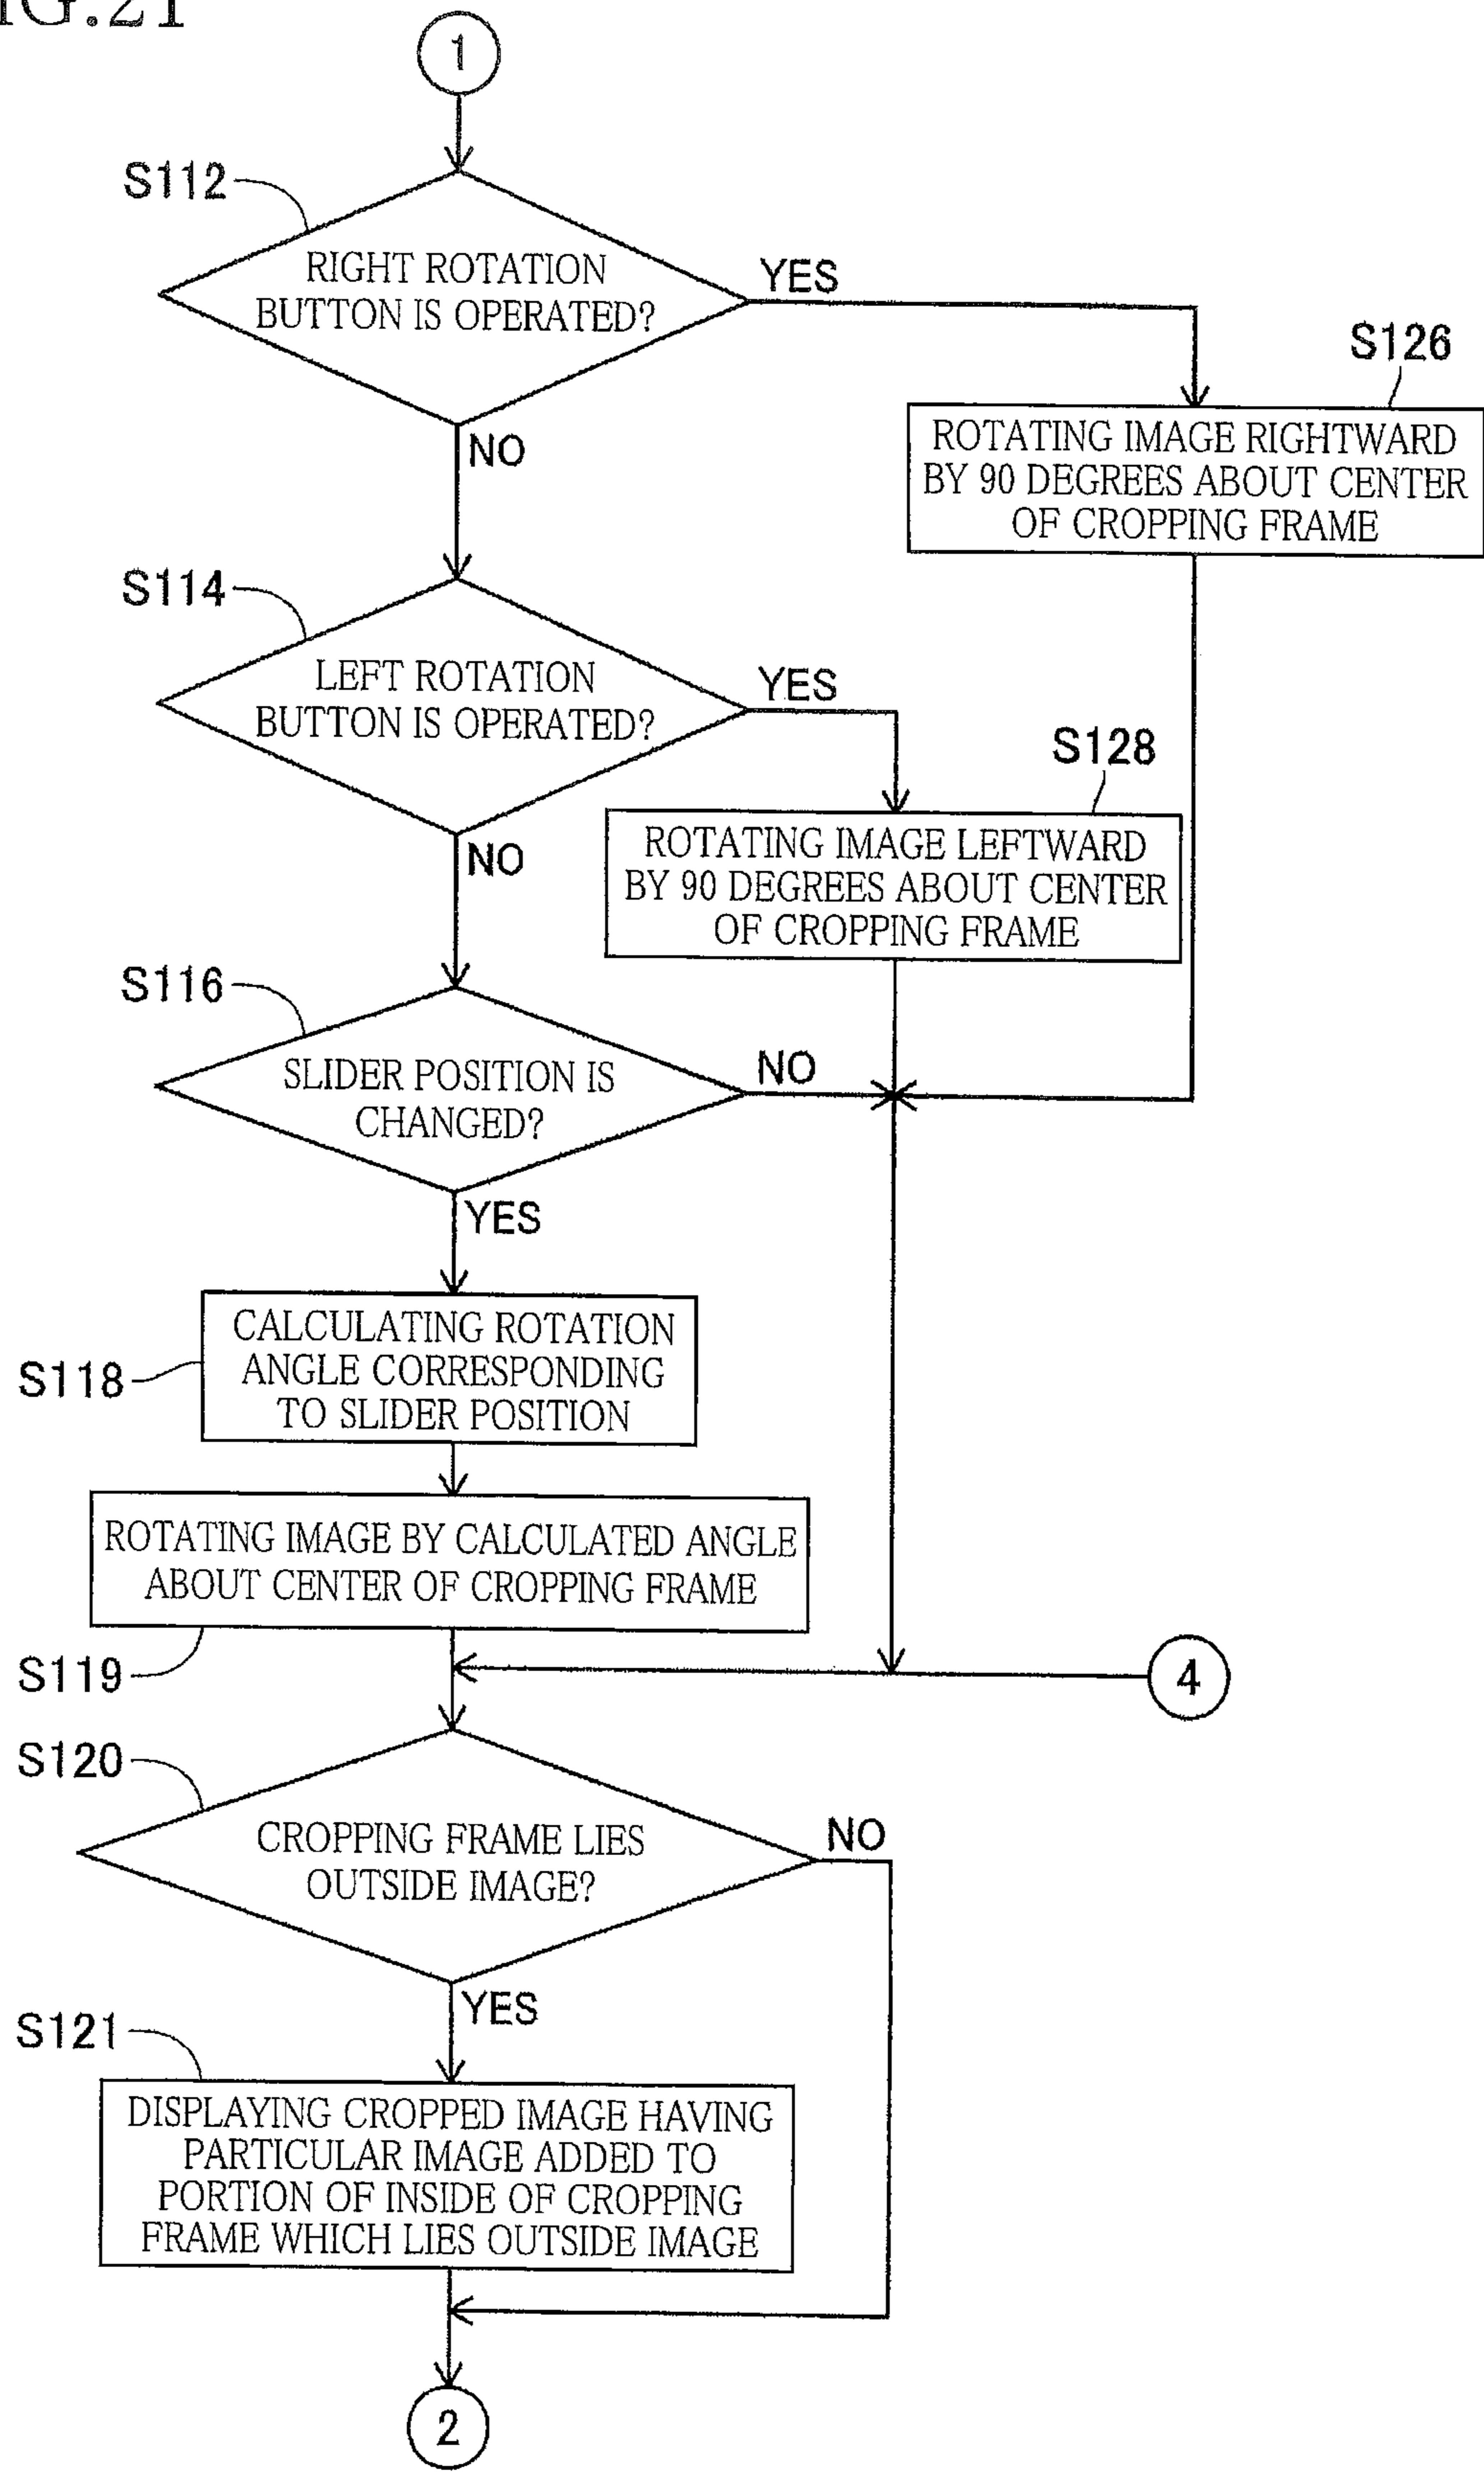 FIG.21
1
S112
RIGHT ROTATION
BUTTON IS OPERATED?
YES
NO
S126
ROTATING IMAGE RIGHTWARD
BY 90 DEGREES ABOUT CENTER
OF CROPPING FRAME
S114
LEFT ROTATION
BUTTON IS OPERATED?
YES
NO
S128
ROTATING IMAGE LEFTWARD
BY 90 DEGREES ABOUT CENTER
OF CROPPING FRAME
S116
SLIDER POSITION IS
CHANGED?
NO
YES
S118
CALCULATING ROTATION
ANGLE CORRESPONDING
TO SLIDER POSITION
ROTATING IMAGE BY CALCULATED ANGLE
ABOUT CENTER OF CROPPING FRAME
S119
4
S120
CROPPING FRAME LIES
OUTSIDE IMAGE?
NO
YES
S121
DISPLAYING CROPPED IMAGE HAVING
PARTICULAR IMAGE ADDED TO
PORTION OF INSIDE OF CROPPING
FRAME WHICH LIES OUTSIDE IMAGE
2